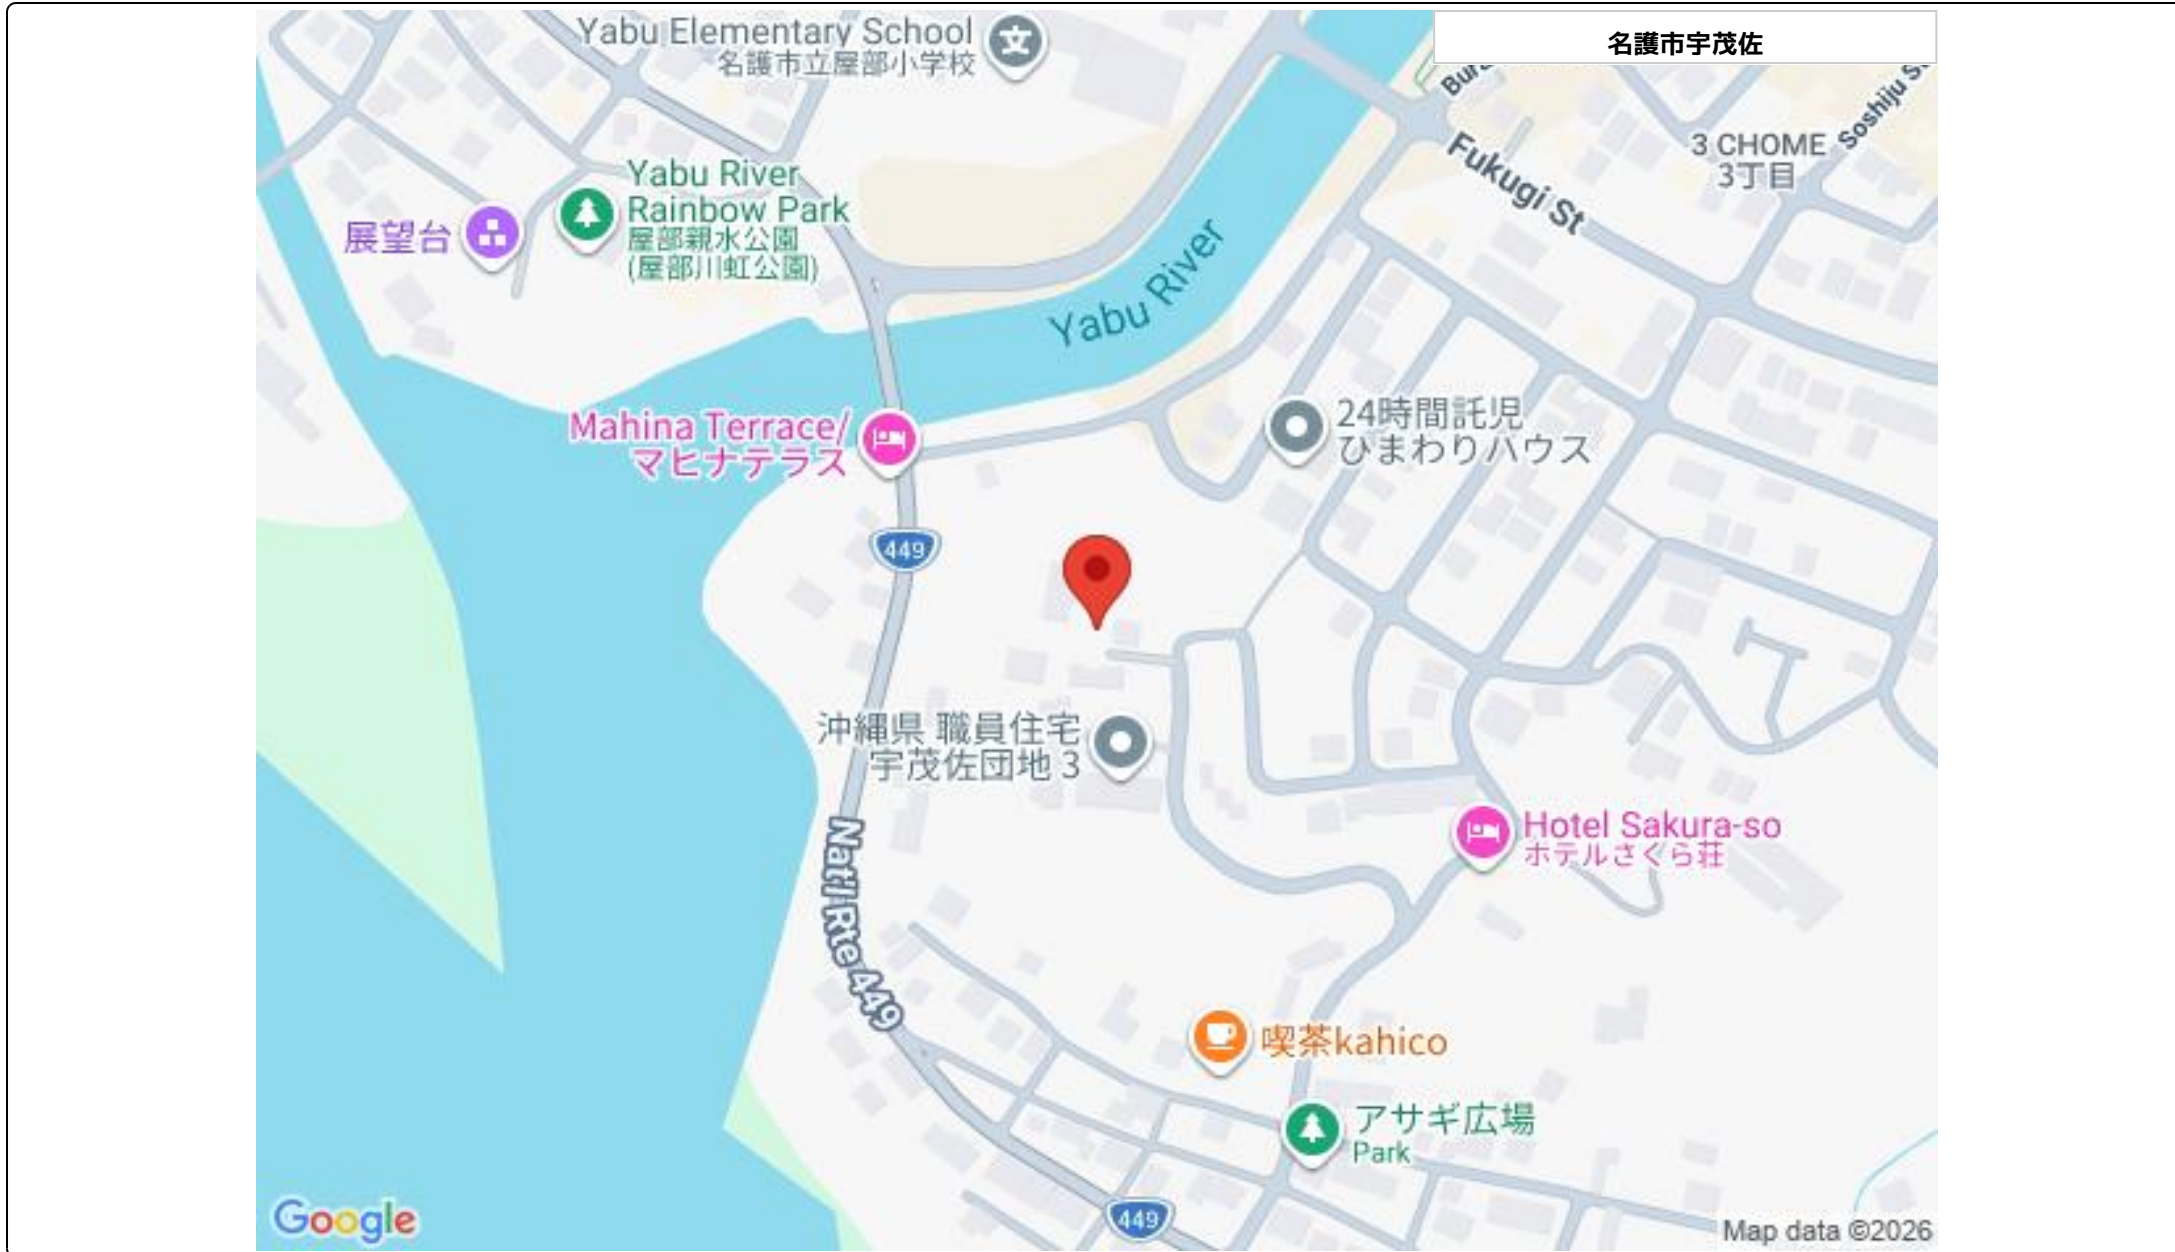 Yabu Elementary School
名護市立屋部小学校
名護市宇茂佐
Fukugi St
3 CHOME
3丁目
Yabu River
Rainbow Park
屋部親水公園
(屋部川虹公園)
展望台
Yabu River
Mahina Terrace/
マヒナテラス
24時間託児
ひまわりハウス
449
沖縄県 職員住宅
宇茂佐団地 3
Nat'l Rte 449
Hotel Sakura-so
ホテルさくら荘
喫茶kahico
アサギ広場
Park
449
Google
Map data ©2026